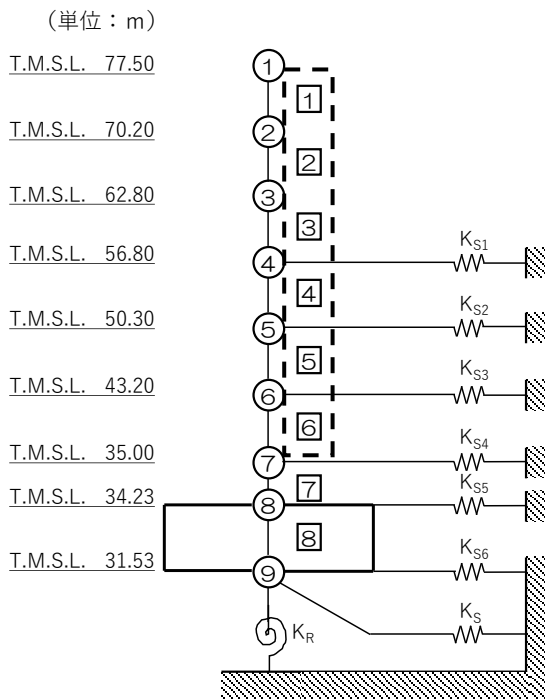 （単位：m）
T.M.S.L. 77.50 ① 1
T.M.S.L. 70.20 ② 2
T.M.S.L. 62.80 ③ 3
T.M.S.L. 56.80 ④ KS1
4
T.M.S.L. 50.30 ⑤ KS2
5
T.M.S.L. 43.20 ⑥ KS3
6
T.M.S.L. 35.00 ⑦ KS4
7
T.M.S.L. 34.23 ⑧ KS5
8
T.M.S.L. 31.53 ⑨ KS6
KR KS